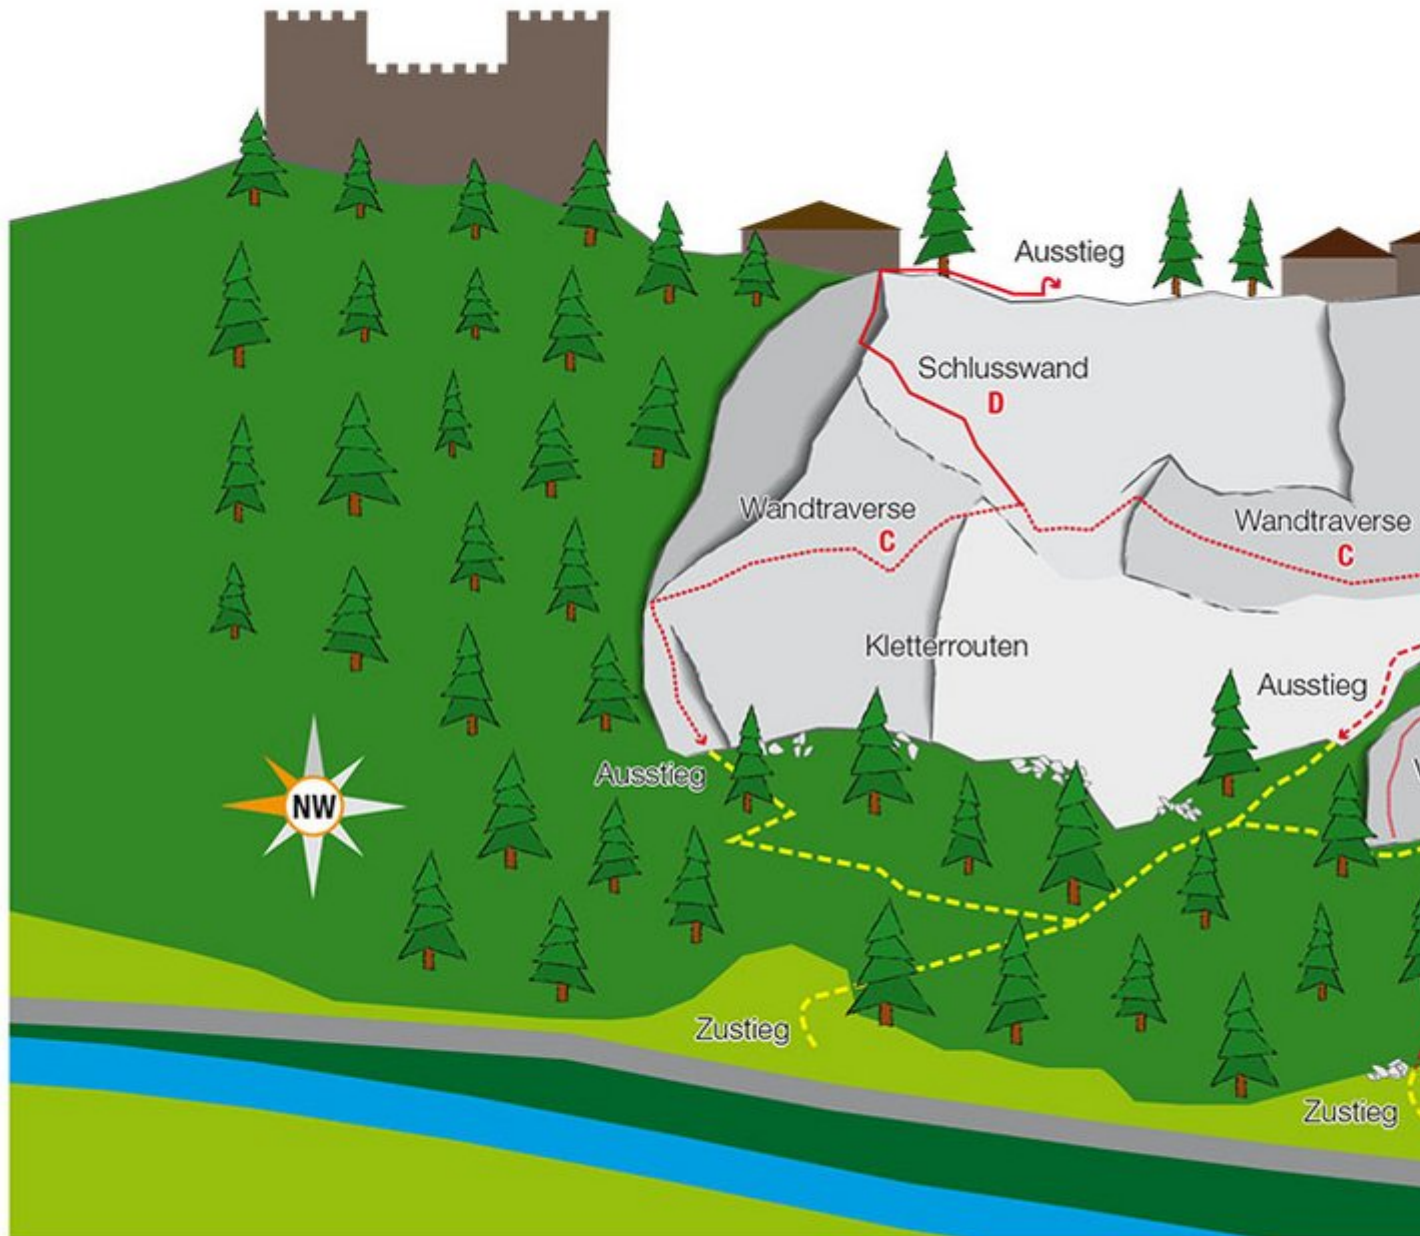 Ausstieg
Schlusswand
D
Wandtraverse
C
Wandtraverse
C
Kletterrouten
Ausstieg
Ausstieg
NW
Zustieg
Zustieg